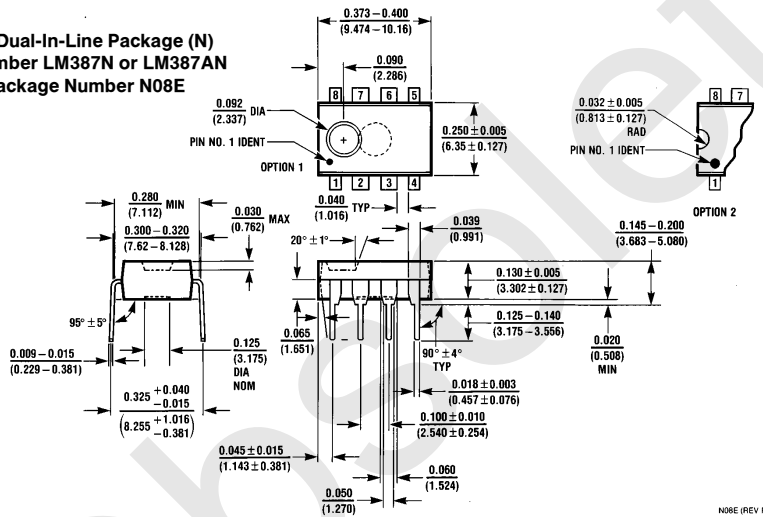 Dual-In-Line Package (N)
mber LM387N or LM387AN
ackage Number N08E
0.373 – 0.400
(9.474 – 10.16)
0.090
(2.286)
8 7 6 5
0.092 DIA
(2.337)
PIN NO. 1 IDENT
OPTION 1
0.250 ± 0.005
(6.35 ± 0.127)
1 2 3 4
0.032 ± 0.005
(0.813 ± 0.127)
RAD
PIN NO. 1 IDENT
8 7
1
OPTION 2
0.280 MIN
(7.112)
0.300 – 0.320
(7.62 – 8.128)
0.030 MAX
(0.762)
0.040 TYP
(1.016)
0.039
(0.991)
0.145 – 0.200
(3.683 – 5.080)
20° ± 1°
0.130 ± 0.005
(3.302 ± 0.127)
0.125 – 0.140
(3.175 – 3.556)
0.020
(0.508)
MIN
95° ± 5°
0.009 – 0.015
(0.229 – 0.381)
0.125
(3.175)
DIA
NOM
0.065
(1.651)
90° ± 4°
TYP
0.018 ± 0.003
(0.457 ± 0.076)
0.325 +0.040 −0.015
(8.255 +1.016 −0.381)
0.100 ± 0.010
(2.540 ± 0.254)
0.045 ± 0.015
(1.143 ± 0.381)
0.060
(1.524)
0.050
(1.270)
N08E (REV